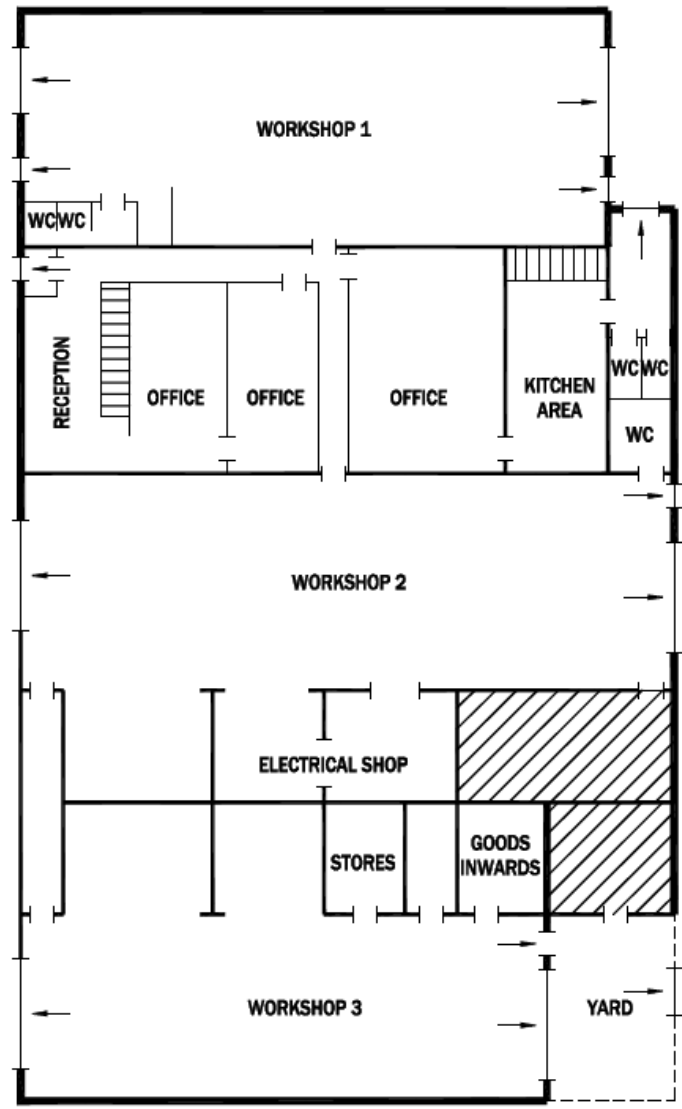 WORKSHOP 1
WC WC
RECEPTION
OFFICE
OFFICE
OFFICE
KITCHEN
AREA
WC WC
WC
WORKSHOP 2
ELECTRICAL SHOP
STORES
GOODS
INWARDS
WORKSHOP 3
YARD